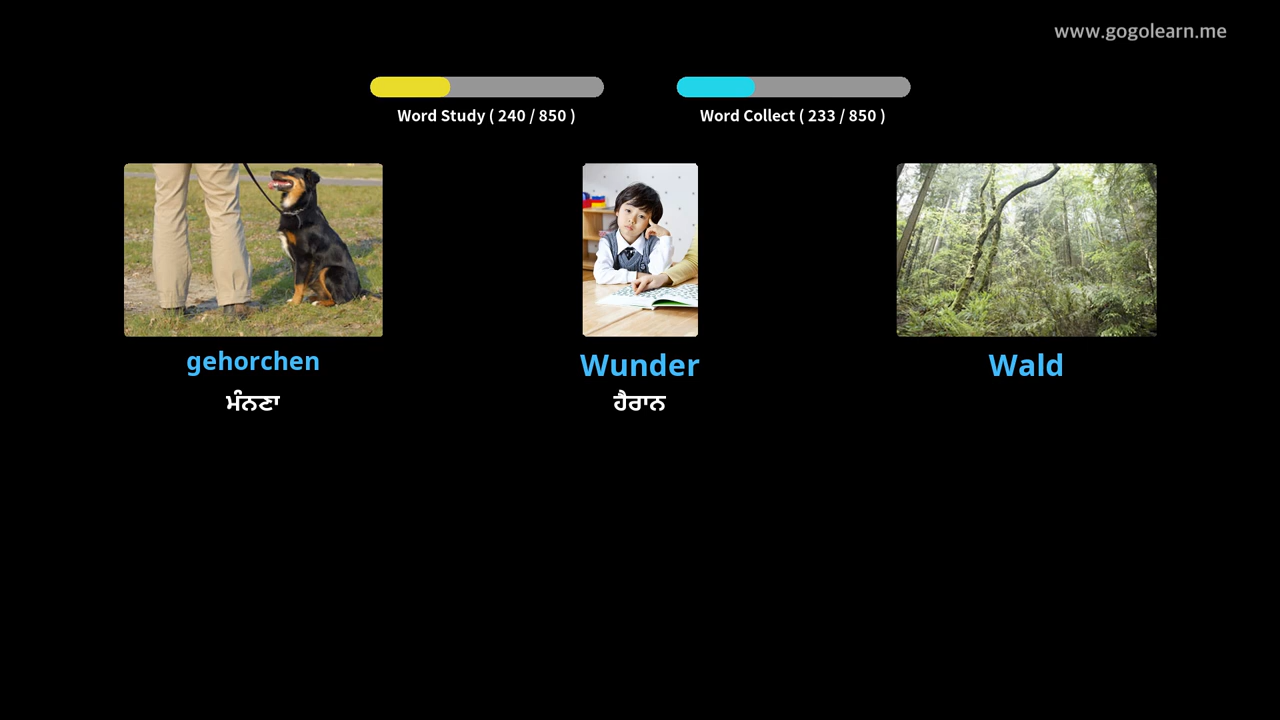 www.gogolearn.me
Word Study ( 240 / 850 )
Word Collect ( 233 / 850 )
gehorchen
Wunder
Wald
ਮੰਨਣਾ
ਹੈਰਾਨ